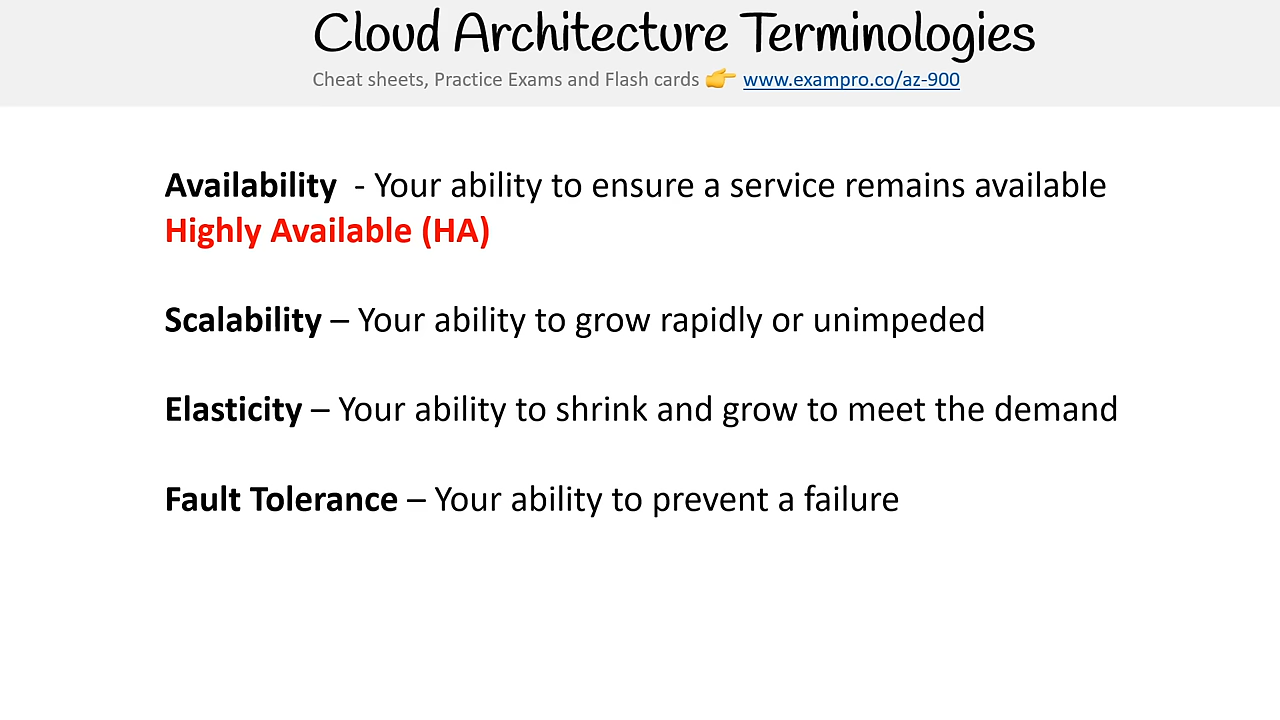 Cloud Architecture Terminologies
Cheat sheets, Practice Exams and Flash cards 👉 www.exampro.co/az-900
Availability - Your ability to ensure a service remains available
Highly Available (HA)
Scalability – Your ability to grow rapidly or unimpeded
Elasticity – Your ability to shrink and grow to meet the demand
Fault Tolerance – Your ability to prevent a failure